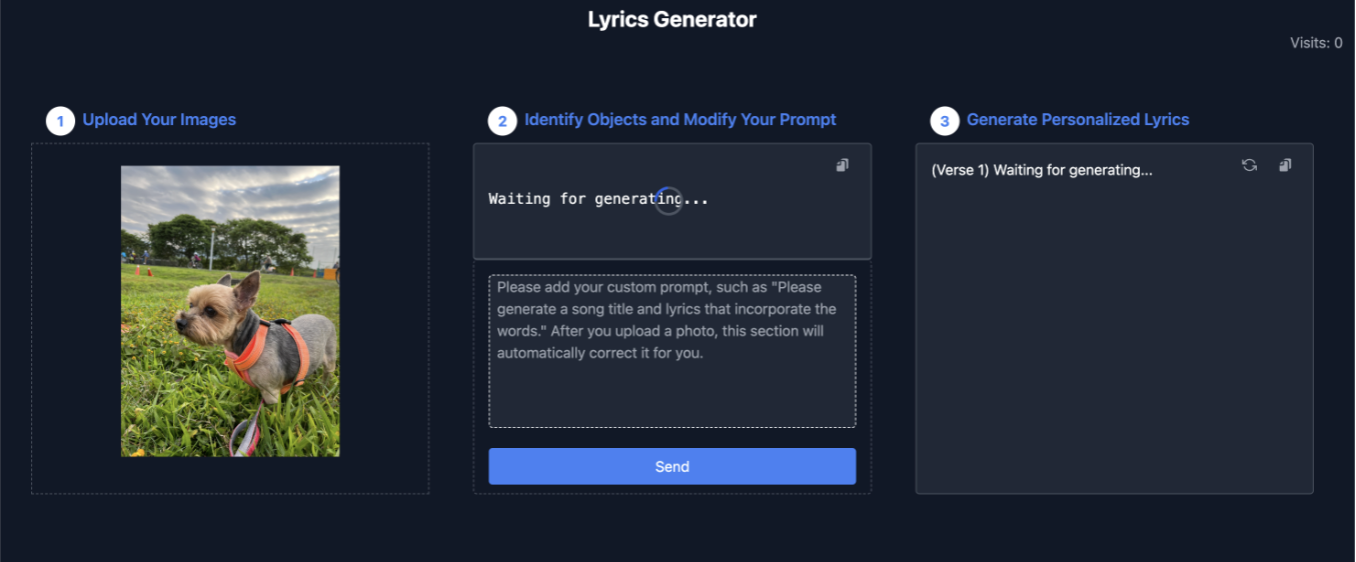 Lyrics Generator
Visits: 0
1 Upload Your Images
2 Identify Objects and Modify Your Prompt
Waiting for generating...
Please add your custom prompt, such as "Please
generate a song title and lyrics that incorporate the
words." After you upload a photo, this section will
automatically correct it for you.
Send
3 Generate Personalized Lyrics
(Verse 1) Waiting for generating...